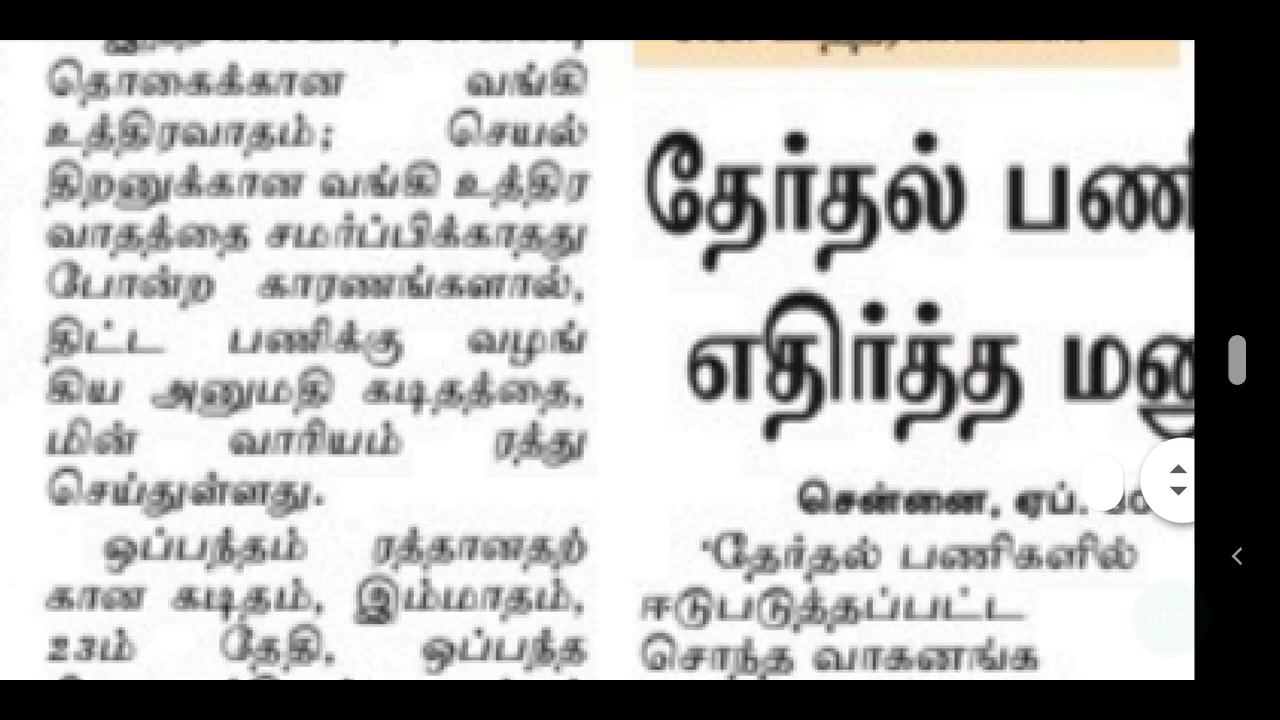 தொகைக்கான வங்கி
உத்திரவாதம்; செயல்
திறனுக்கான வங்கி உத்திர
வாதத்தை சமர்ப்பிக்காதது
போன்ற காரணங்களால்,
திட்ட பணிக்கு வழங்
கிய அனுமதி கடிதத்தை,
மின் வாரியம் ரத்து
செய்துள்ளது.
ஒப்பந்தம் ரத்தானதற்
கான கடிதம், இம்மாதம்,
23ம் தேதி, ஒப்பந்த
தேர்தல்
எதிர்த்த
சென்னை, ஏப்.
'தேர்தல் பணிகளில்
ஈடுபடுத்தப்பட்ட
சொந்த வாகனங்க